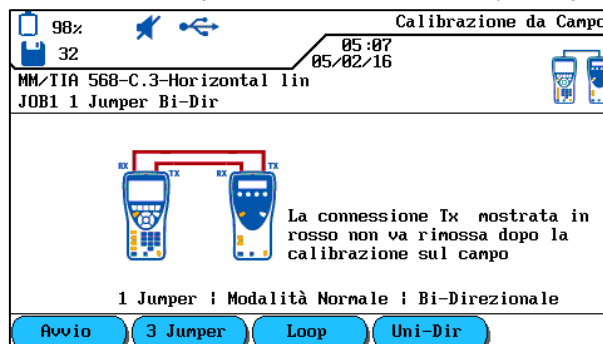 98%
Calibrazione da Campo
32
05:07
05/02/16
MM/TIA 568-C.3-Horizontal lin
JOB1 1 Jumper Bi-Dir
RX TX RX TX
La connessione Tx mostrata in
rosso non va rimossa dopo la
calibrazione sul campo
1 Jumper ¦ Modalità Normale ¦ Bi-Direzionale
Avvio 3 Jumper Loop Uni-Dir